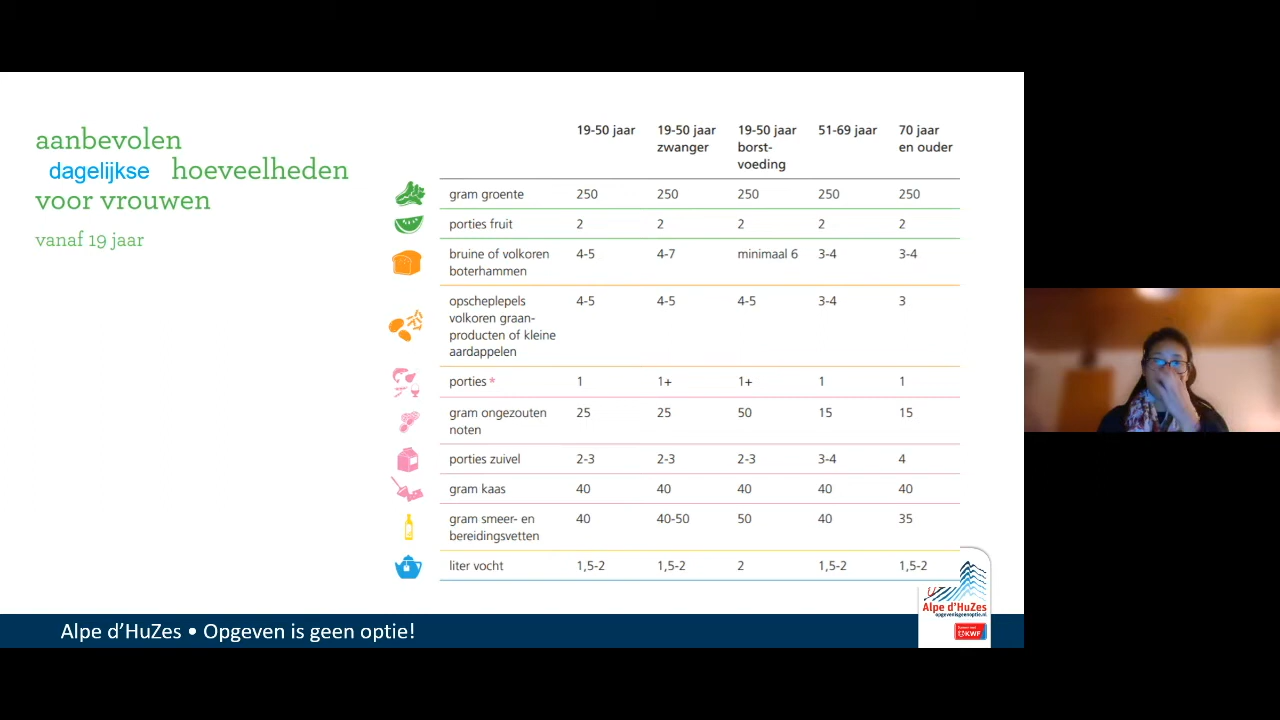 aanbevolen
dagelijkse hoeveelheden
voor vrouwen
vanaf 19 jaar
19-50 jaar 19-50 jaar zwanger 19-50 jaar borst-voeding 51-69 jaar 70 jaar en ouder
gram groente 250 250 250 250 250
porties fruit 2 2 2 2 2
bruine of volkoren boterhammen 4-5 4-7 minimaal 6 3-4 3-4
opscheplepels volkoren graan-producten of kleine aardappelen 4-5 4-5 4-5 3-4 3
porties * 1 1+ 1+ 1 1
gram ongezouten noten 25 25 50 15 15
porties zuivel 2-3 2-3 2-3 3-4 4
gram kaas 40 40 40 40 40
gram smeer- en bereidingsvetten 40 40-50 50 40 35
liter vocht 1,5-2 1,5-2 2 1,5-2 1,5-2
Alpe d'HuZes
opgevenisgeenoptie.nl
KWF
Alpe d’HuZes • Opgeven is geen optie!